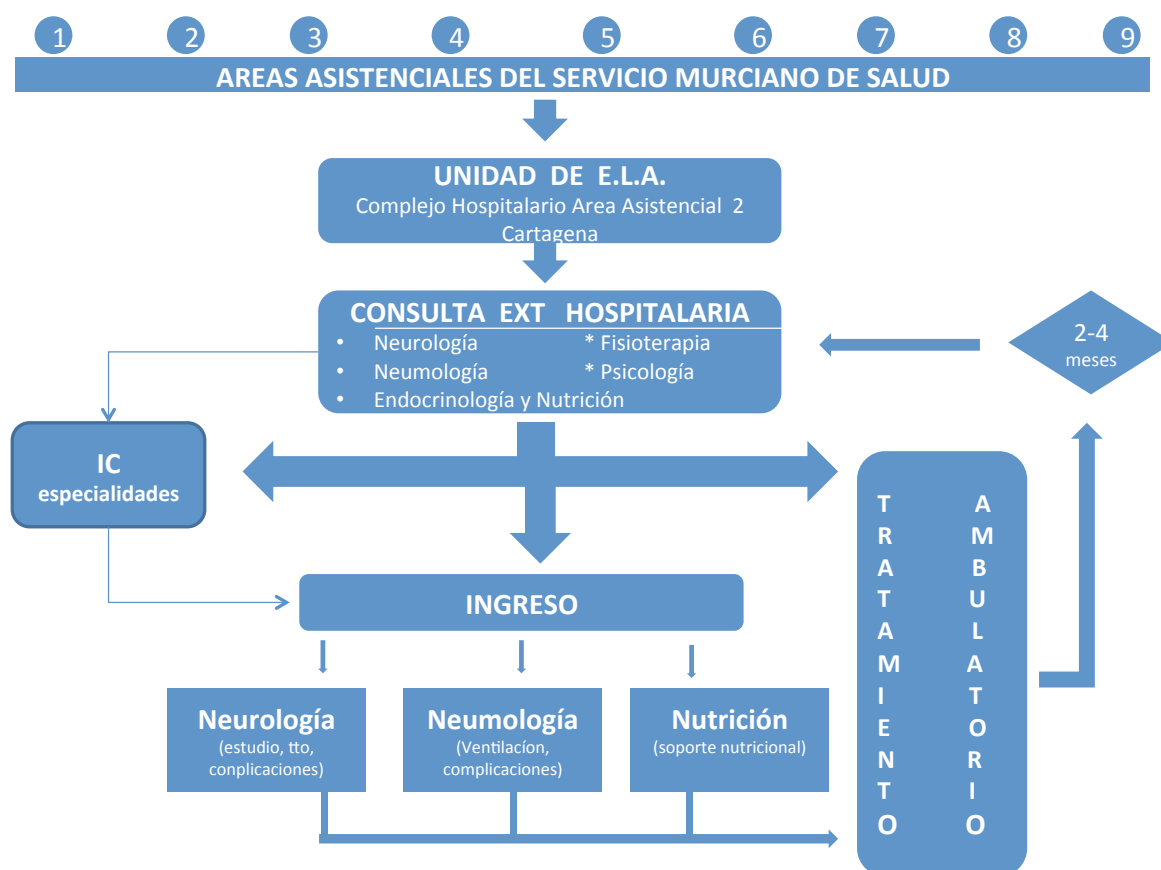 1 2 3 4 5 6 7 8 9
AREAS ASISTENCIALES DEL SERVICIO MURCIANO DE SALUD
UNIDAD DE E.L.A.
Complejo Hospitalario Area Asistencial 2
Cartagena
CONSULTA EXT HOSPITALARIA
• Neurología * Fisioterapia
• Neumología * Psicología
• Endocrinología y Nutrición
2-4
meses
IC
especialidades
INGRESO
Neurología
(estudio, tto,
conplicaciones)
Neumología
(Ventilacíon,
complicaciones)
Nutrición
(soporte nutricional)
TRATAMIENTO
AMBULATORIO